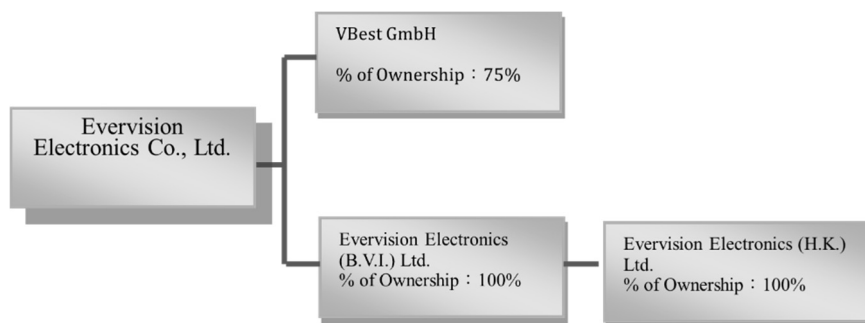 VBest GmbH
% of Ownership：75%
Evervision
Electronics Co., Ltd.
Evervision Electronics
(B.V.I.) Ltd.
% of Ownership：100%
Evervision Electronics (H.K.)
Ltd.
% of Ownership：100%